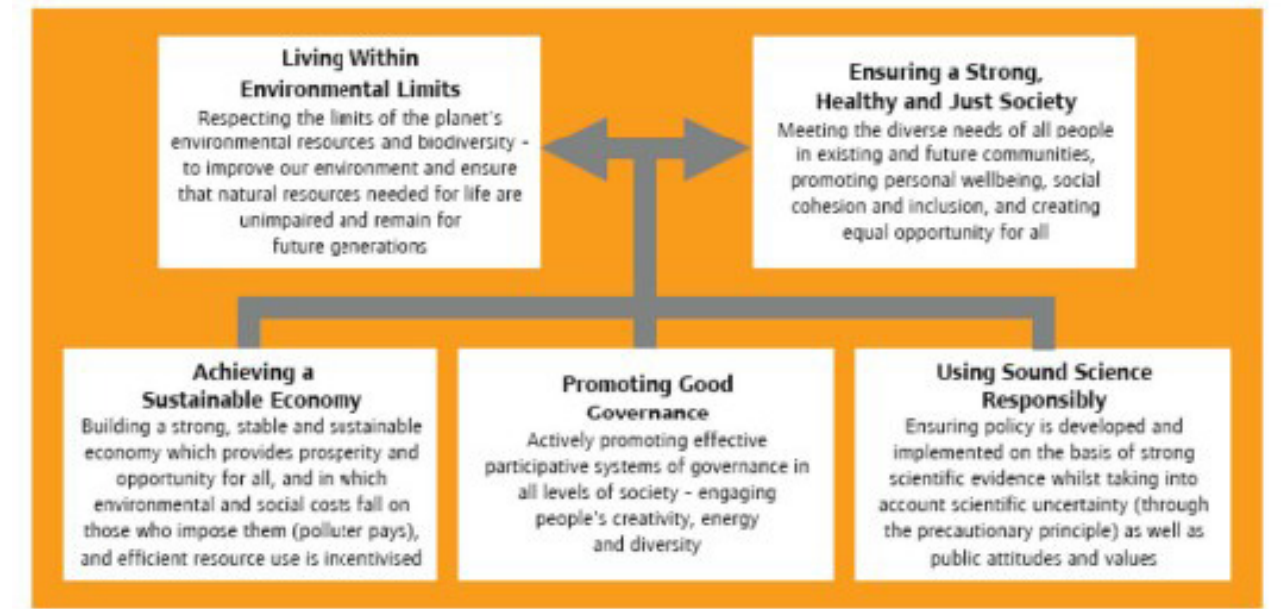 Living Within
Environmental Limits
Respecting the limits of the planet's
environmental resources and biodiversity -
to improve our environment and ensure
that natural resources needed for life are
unimpaired and remain for
future generations
Ensuring a Strong,
Healthy and Just Society
Meeting the diverse needs of all people
in existing and future communities,
promoting personal wellbeing, social
cohesion and inclusion, and creating
equal opportunity for all
Achieving a
Sustainable Economy
Building a strong, stable and sustainable
economy which provides prosperity and
opportunity for all, and in which
environmental and social costs fall on
those who impose them (polluter pays),
and efficient resource use is incentivised
Promoting Good
Governance
Actively promoting effective
participative systems of governance in
all levels of society - engaging
people's creativity, energy
and diversity
Using Sound Science
Responsibly
Ensuring policy is developed and
implemented on the basis of strong
scientific evidence whilst taking into
account scientific uncertainty (through
the precautionary principle) as well as
public attitudes and values